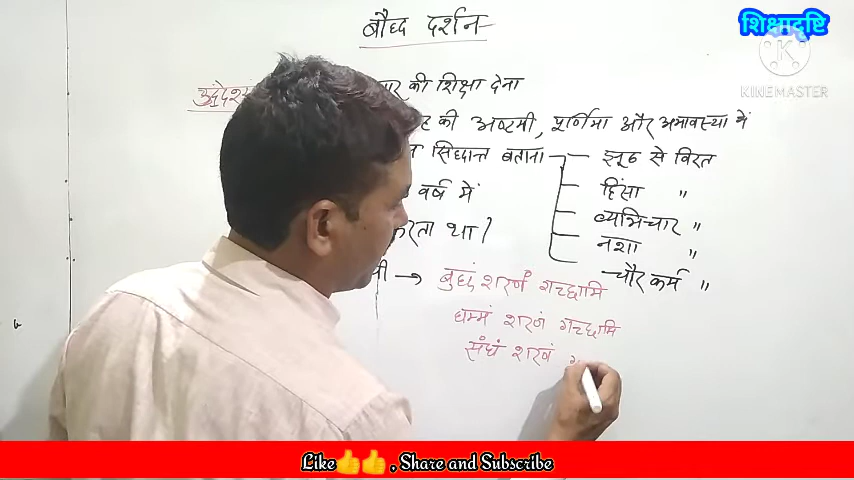 बौद्ध दर्शन
शिक्षादृष्टि
KINEMASTER
की शिक्षा देना
की अष्टमी, पूर्णिमा और अमावस्या में
सिद्धान्त बताना
झूठ से विरत
हिंसा "
व्यभिचार "
नशा "
चौर कर्म "
वर्ष में
करता था।
→ बुद्धं शरणं गच्छामि
धम्मं शरणं गच्छामि
संघं शरणं
Like👍👍 , Share and Subscribe